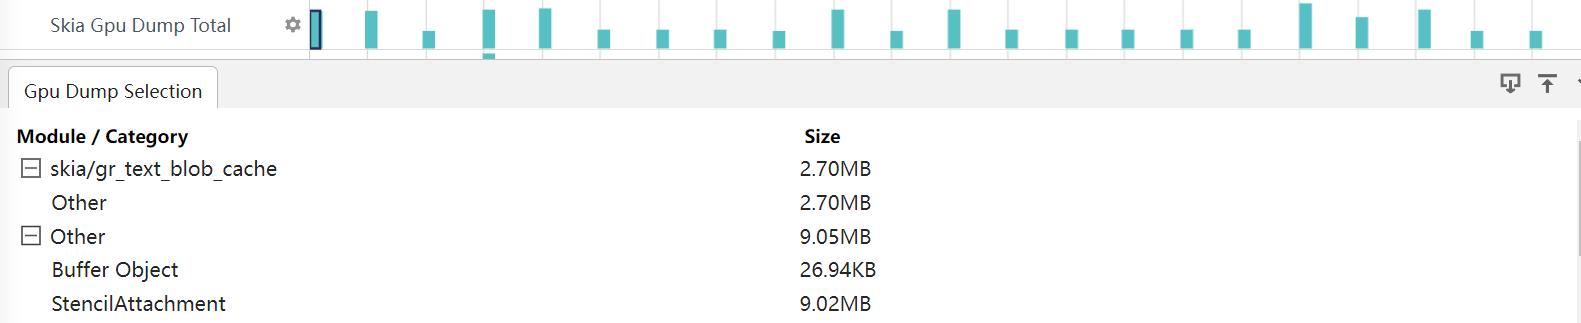 Skia Gpu Dump Total
Gpu Dump Selection
Module / Category Size
skia/gr_text_blob_cache 2.70MB
Other 2.70MB
Other 9.05MB
Buffer Object 26.94KB
StencilAttachment 9.02MB